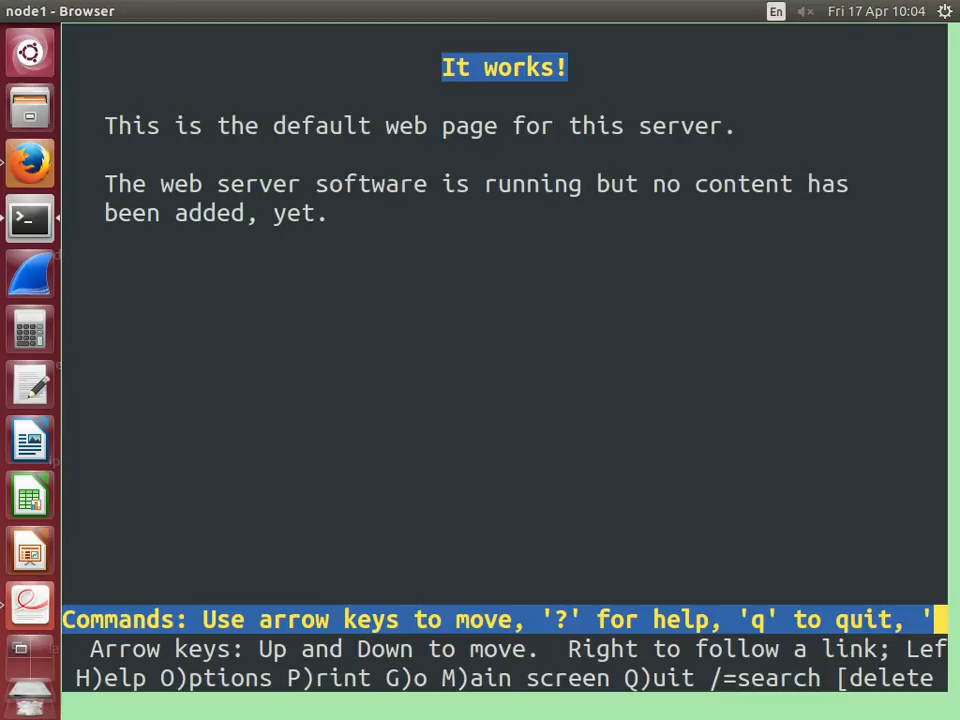 node1 - Browser
En
Fri 17 Apr 10:04
It works!
This is the default web page for this server.
The web server software is running but no content has
been added, yet.
Commands: Use arrow keys to move, '?' for help, 'q' to quit, '
Arrow keys: Up and Down to move. Right to follow a link; Lef
H)elp O)ptions P)rint G)o M)ain screen Q)uit /=search [delete